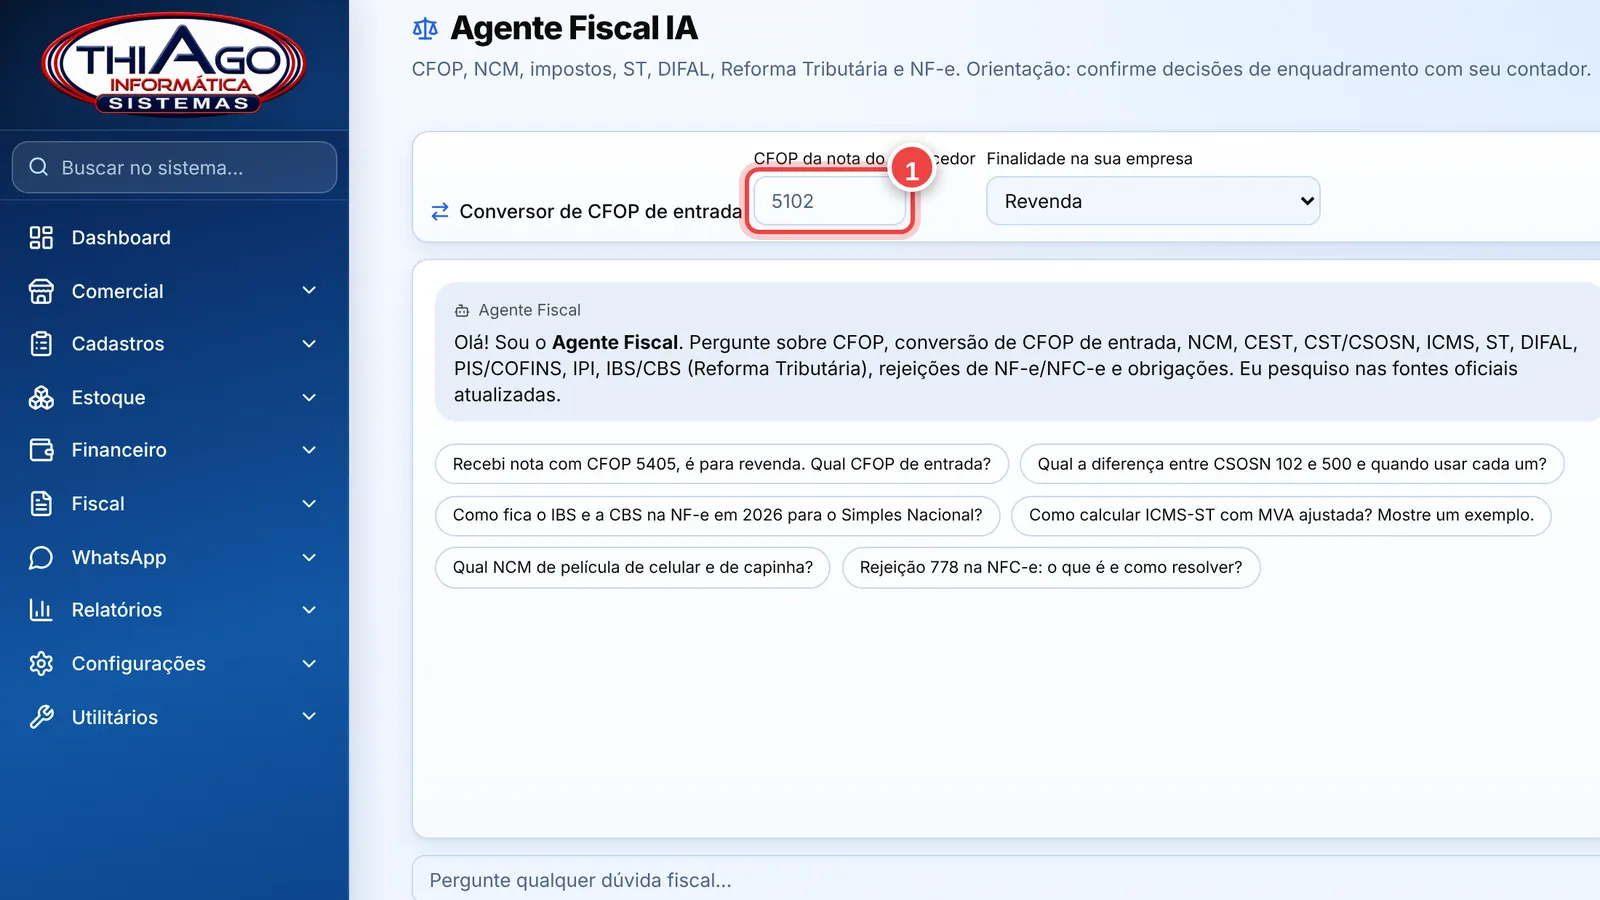 THIAGO
INFORMÁTICA
SISTEMAS
Buscar no sistema...
Dashboard
Comercial
Cadastros
Estoque
Financeiro
Fiscal
WhatsApp
Relatórios
Configurações
Utilitários
Agente Fiscal IA
CFOP, NCM, impostos, ST, DIFAL, Reforma Tributária e NF-e. Orientação: confirme decisões de enquadramento com seu contador.
Conversor de CFOP de entrada
CFOP da nota do
5102
1
Finalidade na sua empresa
Revenda
Agente Fiscal
Olá! Sou o Agente Fiscal. Pergunte sobre CFOP, conversão de CFOP de entrada, NCM, CEST, CST/CSOSN, ICMS, ST, DIFAL,
PIS/COFINS, IPI, IBS/CBS (Reforma Tributária), rejeições de NF-e/NFC-e e obrigações. Eu pesquiso nas fontes oficiais
atualizadas.
Recebi nota com CFOP 5405, é para revenda. Qual CFOP de entrada?
Qual a diferença entre CSOSN 102 e 500 e quando usar cada um?
Como fica o IBS e a CBS na NF-e em 2026 para o Simples Nacional?
Como calcular ICMS-ST com MVA ajustada? Mostre um exemplo.
Qual NCM de película de celular e de capinha?
Rejeição 778 na NFC-e: o que é e como resolver?
Pergunte qualquer dúvida fiscal...